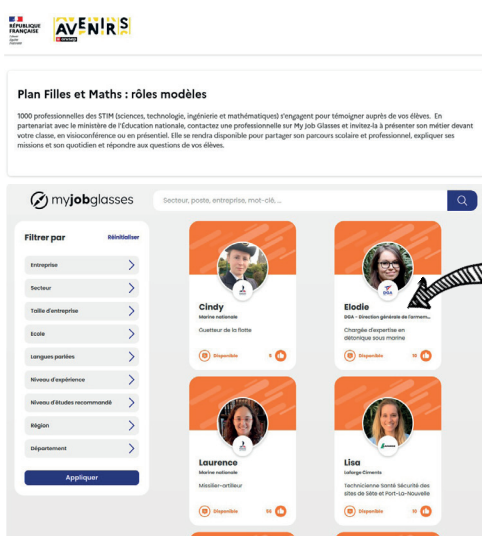 RÉPUBLIQUE
FRANÇAISE
AVENIR(S
Plan Filles et Maths : rôles modèles
1000 professionnelles des STIM (sciences, technologie, ingénierie et mathématiques) s'engagent pour témoigner auprès de vos élèves. En
partenariat avec le ministère de l'Éducation nationale, contactez une professionnelle sur My Job Glasses et invitez-la à présenter son métier devant
votre classe, en visioconférence ou en présentiel. Elle se rendra disponible pour partager son parcours scolaire et professionnel, expliquer ses
missions et son quotidien et répondre aux questions de vos élèves.
myjobglasses
Secteur, poste, entreprise, mot-clé, ...
Filtrer par
Réinitialiser
Entreprise
Secteur
Taille d'entreprise
Ecole
Langues parlées
Niveau d'expérience
Niveau d'études recommandé
Région
Département
Appliquer
Cindy
Marine nationale
Guetteur de la flotte
Disponible
DGA
Elodie
DGA - Direction générale de l'armem...
Chargée d'expertise en
détonique sous marine
Disponible
Laurence
Marine nationale
Missilier-artilleur
Disponible
Lisa
Lafarge Ciments
Technicienne Santé Sécurité des
sites de Sète et Port-La-Nouvelle
Disponible
10